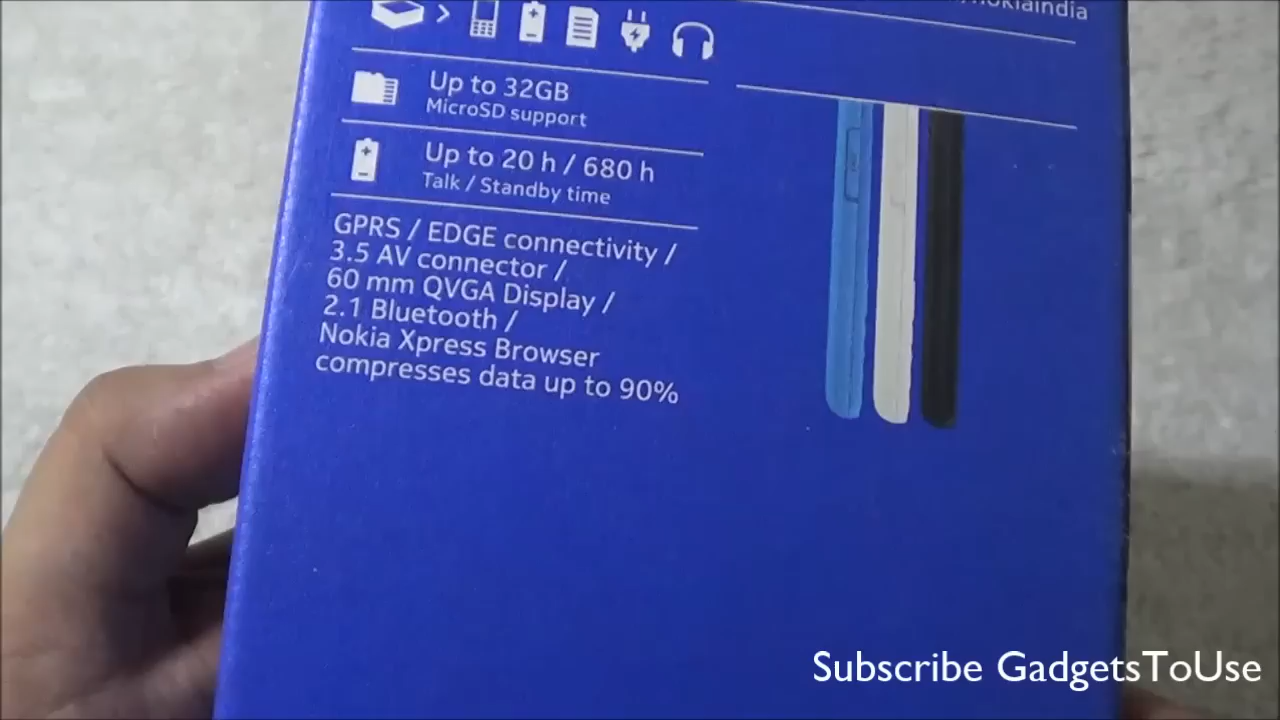 nokiaindia
Up to 32GB
MicroSD support
Up to 20 h / 680 h
Talk / Standby time
GPRS / EDGE connectivity /
3.5 AV connector /
60 mm QVGA Display /
2.1 Bluetooth /
Nokia Xpress Browser
compresses data up to 90%
Subscribe GadgetsToUse